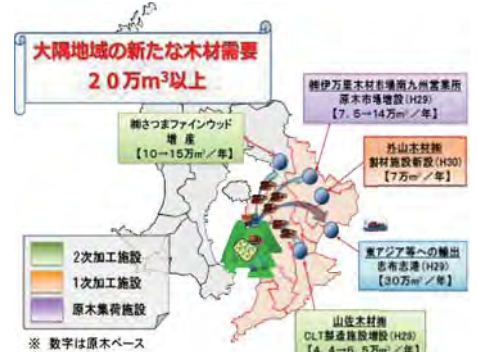 大隅地域の新たな木材需要
２０万m³以上
㈱伊万里木材市場南九州営業所
原木市場増設(H29)
【7.5→14万㎥／年】
㈱さつまファインウッド
増産
【10→15万㎥／年】
外山木材㈱
製材施設新設(H30)
【7万㎥／年】
2次加工施設
1次加工施設
原木集荷施設
東アジア等への輸出
志布志港(H29)
【30万㎥／年】
山佐木材㈱
CLT製造施設増設(H29)
【4.4→6.5万㎥／年】
※ 数字は原木ベース